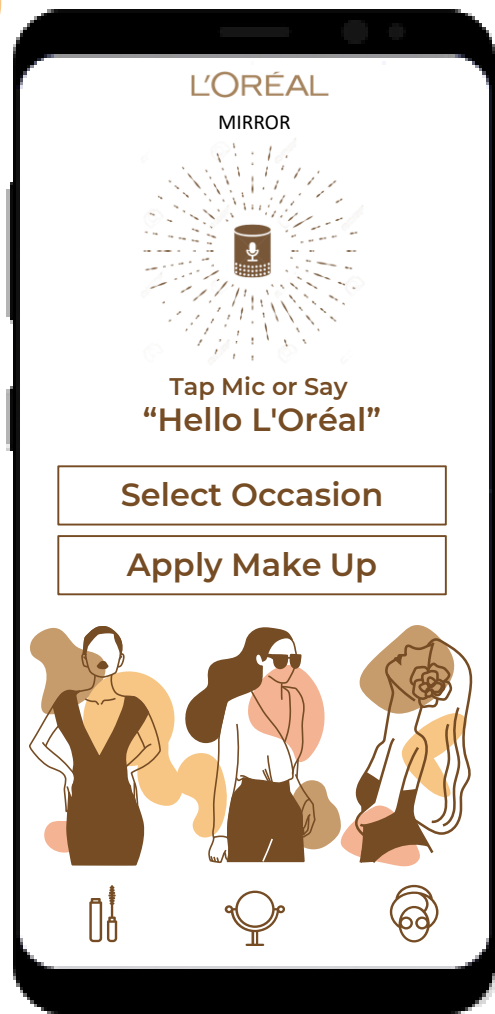 L'ORÉAL
MIRROR
Tap Mic or Say
“Hello L'Oréal”
Select Occasion
Apply Make Up